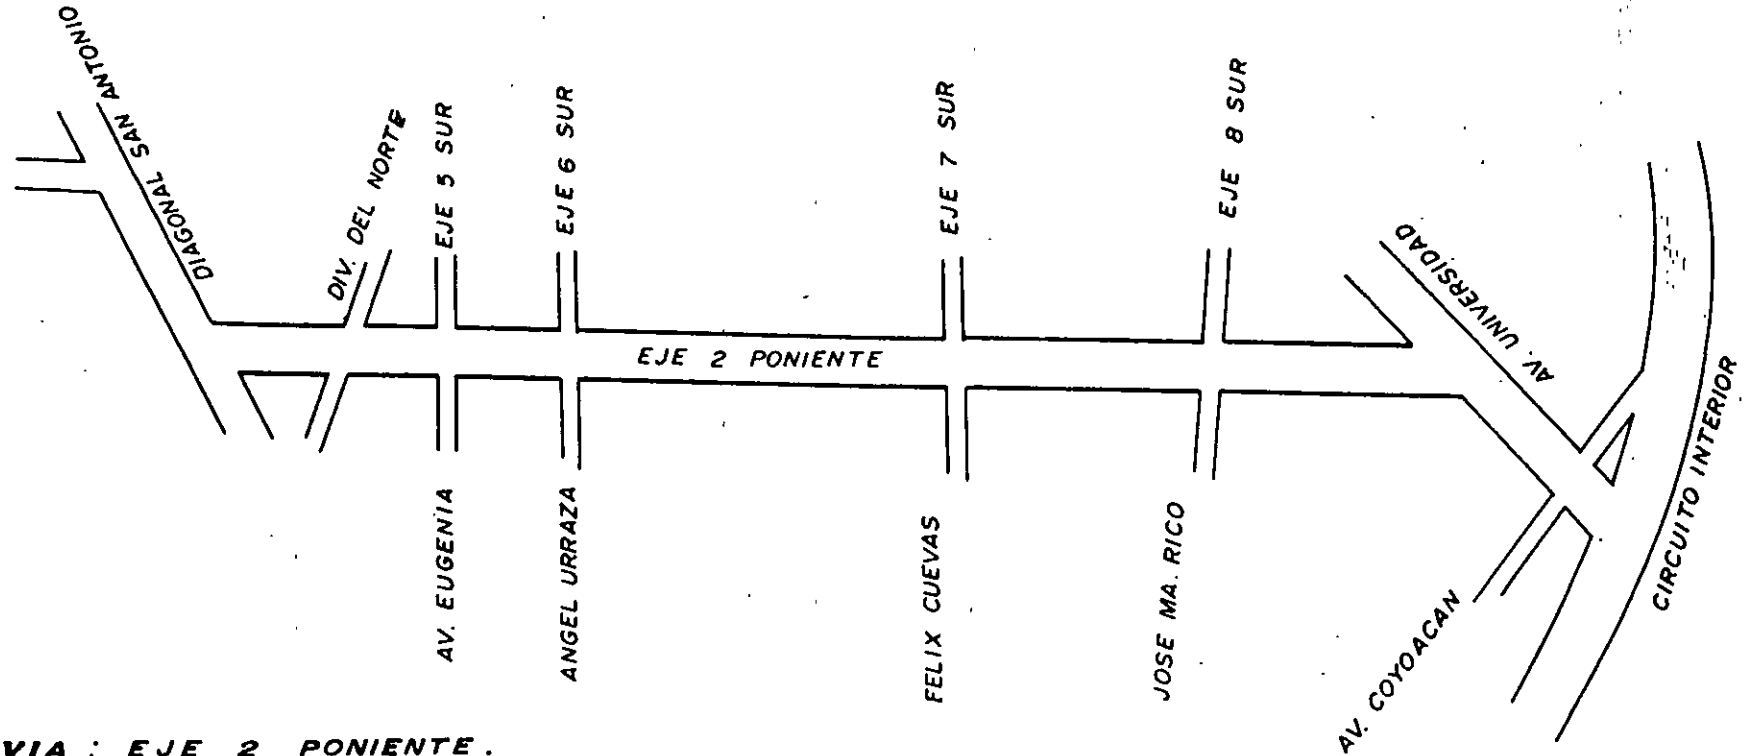 DIAGONAL SAN ANTONIO
DIV. DEL NORTE
EJE 5 SUR
EJE 6 SUR
EJE 7 SUR
EJE 8 SUR
AV. UNIVERSIDAD
CIRCUITO INTERIOR
EJE 2 PONIENTE
AV. EUGENIA
ANGEL URRAZA
FELIX CUEVAS
JOSE MA. RICO
AV. COYOACAN
VIA : EJE 2 PONIENTE.